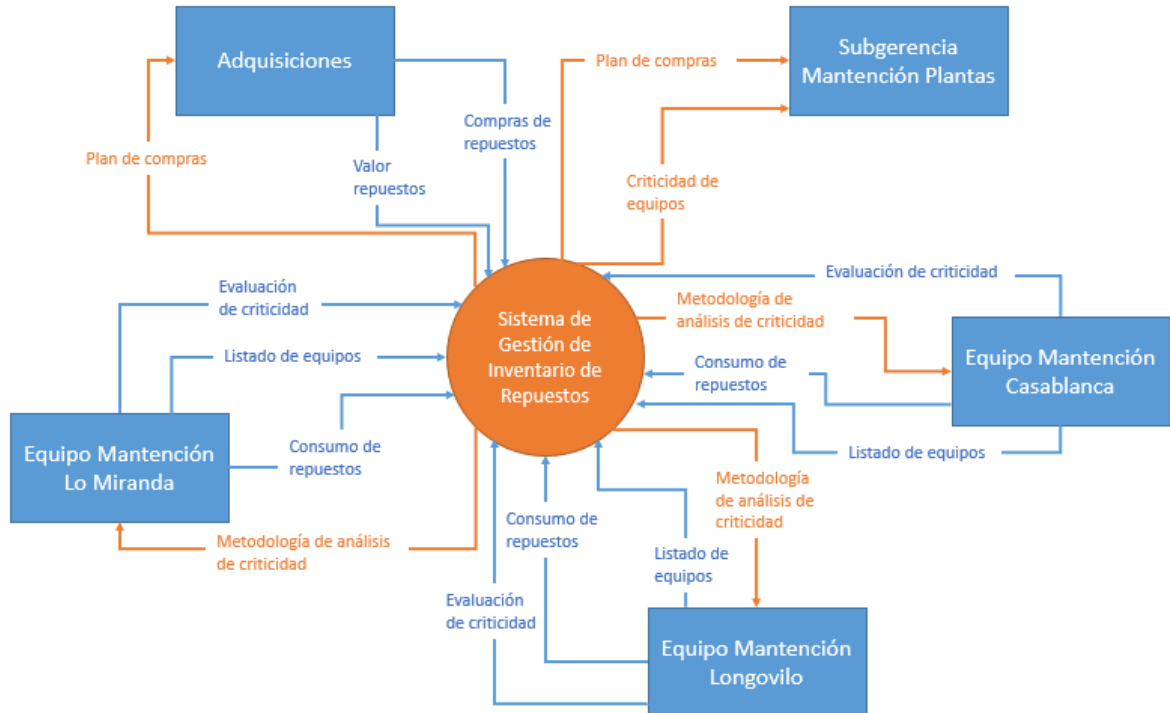 Adquisiciones
Subgerencia
Mantención Plantas
Plan de compras
Compras de
repuestos
Plan de compras
Valor
repuestos
Criticidad de
equipos
Evaluación
de criticidad
Evaluación de criticidad
Metodología de
análisis de criticidad
Sistema de
Gestión de
Inventario de
Repuestos
Listado de equipos
Consumo de
repuestos
Equipo Mantención
Casablanca
Equipo Mantención
Lo Miranda
Consumo de
repuestos
Listado de equipos
Metodología
de análisis de
criticidad
Metodología de análisis
de criticidad
Consumo de
repuestos
Listado de
equipos
Evaluación
de criticidad
Equipo Mantención
Longovilo